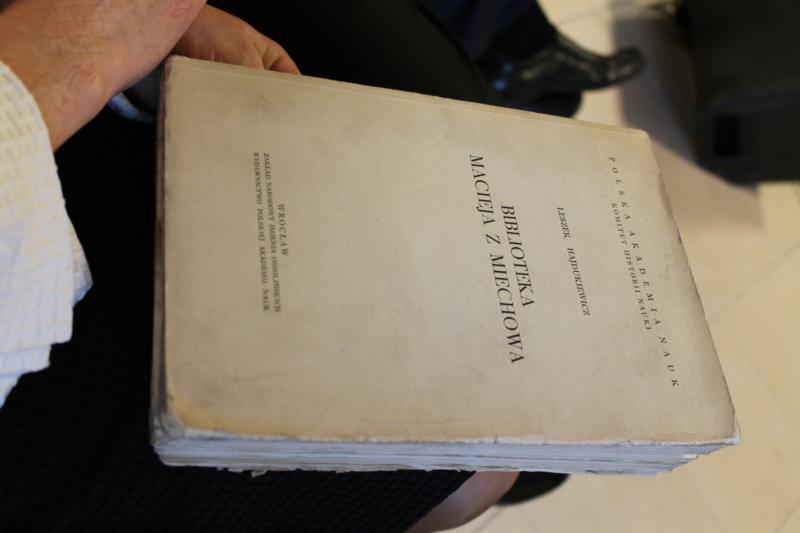 POLSKA AKADEMIA NAUK
KOMITET HISTORII NAUKI
LESZEK HAJDUKIEWICZ
BIBLIOTEKA
MACIEJA Z MIECHOWA
WROCŁAW
ZAKŁAD NARODOWY IMIENIA OSSOLIŃSKICH
WYDAWNICTWO POLSKIEJ AKADEMII NAUK